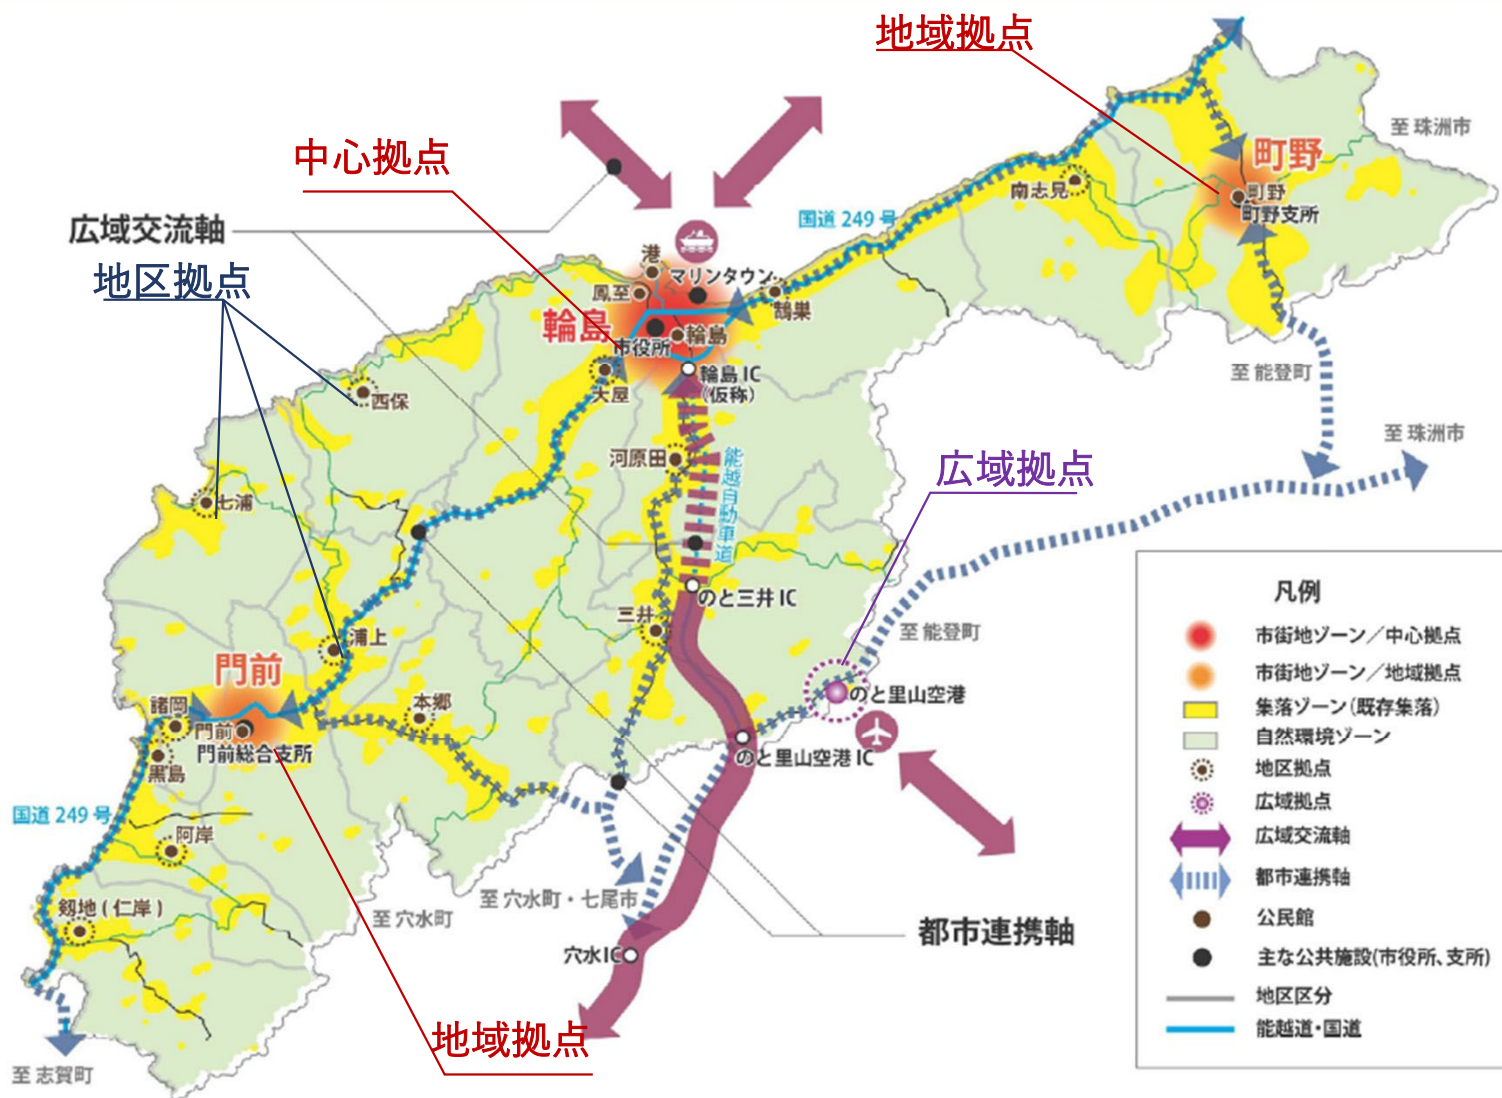 地域拠点
至 珠洲市
中心拠点
町野
南志見
町野
町野支所
国道 249 号
広域交流軸
港
マリンタウン
地区拠点
鳳至
鵠巣
輪島
輪島
市役所
輪島 IC
(仮称)
大屋
西保
至 能登町
至 珠洲市
河原田
能越自動車道
広域拠点
七浦
のと三井 IC
三井
浦上
至 能登町
門前
のと里山空港
諸岡
本郷
門前
門前総合支所
のと里山空港 IC
黒島
国道 249 号
阿岸
至 穴水町・七尾市
剱地 ( 仁岸 )
至 穴水町
都市連携軸
穴水 IC
地域拠点
至 志賀町
凡例
市街地ゾーン／中心拠点
市街地ゾーン／地域拠点
集落ゾーン（既存集落）
自然環境ゾーン
地区拠点
広域拠点
広域交流軸
都市連携軸
公民館
主な公共施設(市役所、支所)
地区区分
能越道・国道